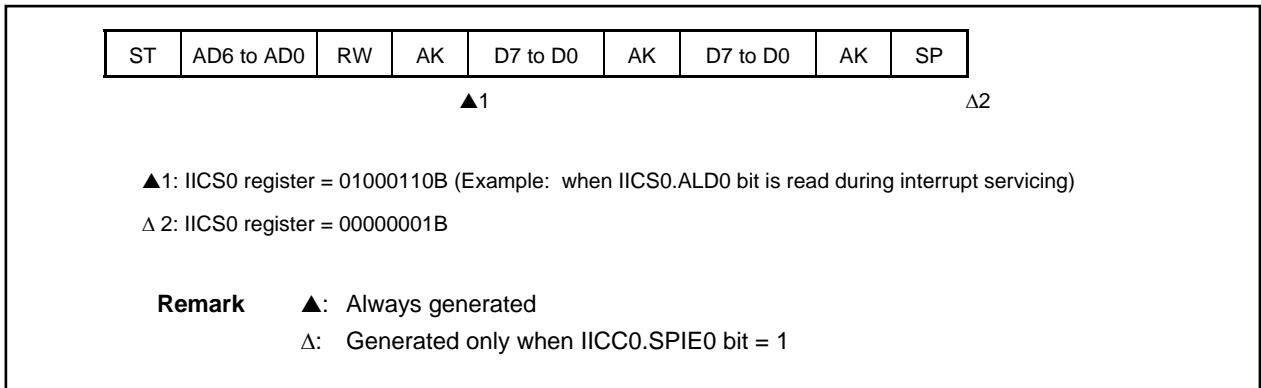 ST AD6 to AD0 RW AK D7 to D0 AK D7 to D0 AK SP
▲1 Δ2
▲1: IICS0 register = 01000110B (Example: when IICS0.ALD0 bit is read during interrupt servicing)
Δ 2: IICS0 register = 00000001B
Remark ▲: Always generated
Δ: Generated only when IICC0.SPIE0 bit = 1